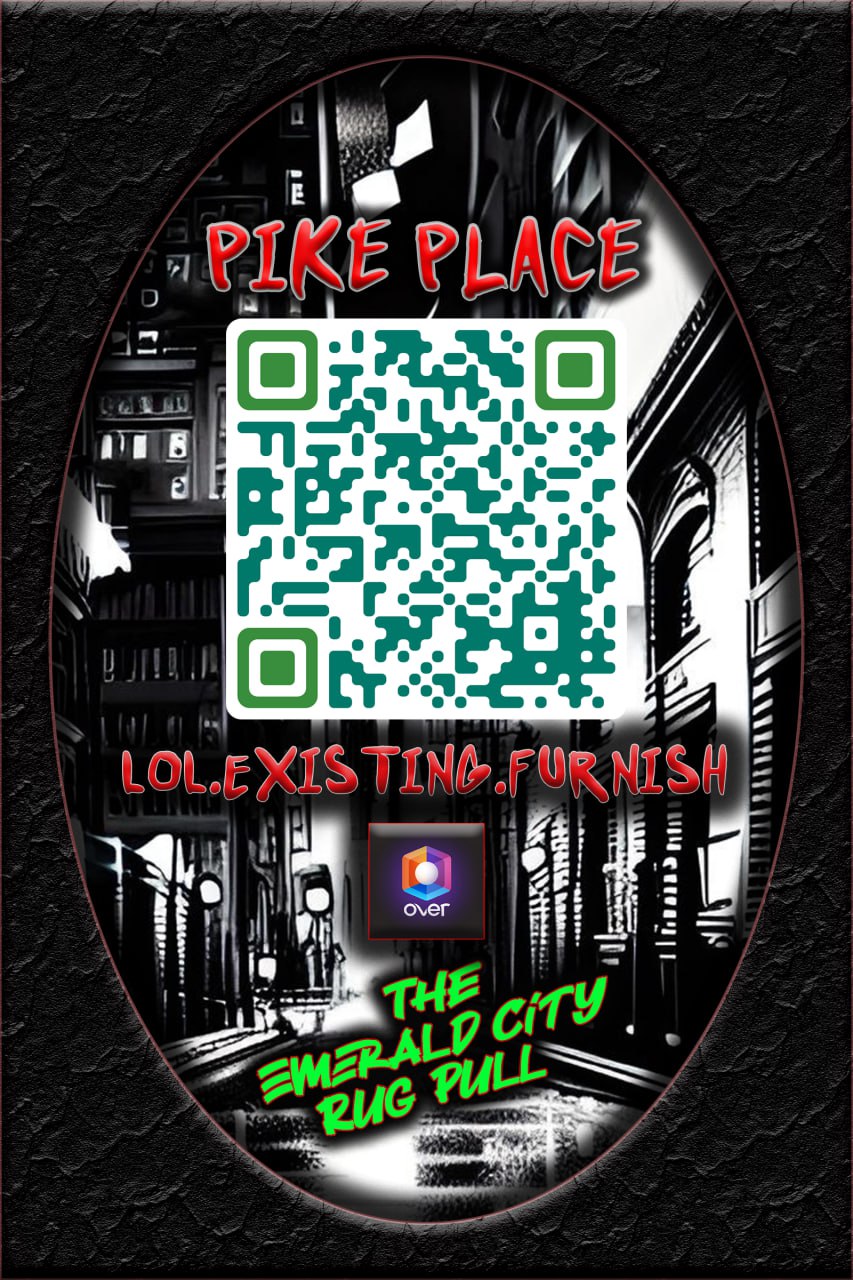 PIKE PLACE
LOL.EXISTING.FURNISH
over
THE
EMERALD CITY
RUG PULL